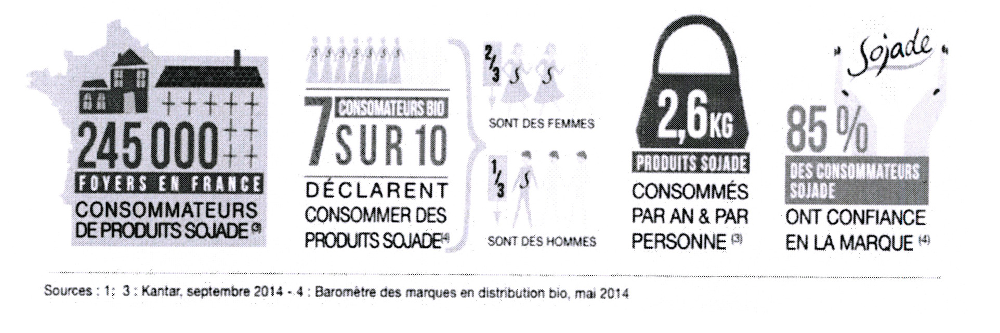 245 000
FOYERS EN FRANCE
CONSOMMATEURS
DE PRODUITS SOJADE (3)
7 CONSOMATEURS BIO
SUR 10
DÉCLARENT
CONSOMMER DES
PRODUITS SOJADE(4)
2/3
SONT DES FEMMES
1/3
SONT DES HOMMES
2,6 KG
PRODUITS SOJADE
CONSOMMÉS
PAR AN & PAR
PERSONNE (3)
Sojade
85 %
DES CONSOMMATEURS
SOJADE
ONT CONFIANCE
EN LA MARQUE (4)
Sources : 1; 3 : Kantar, septembre 2014 - 4 : Baromètre des marques en distribution bio, mai 2014